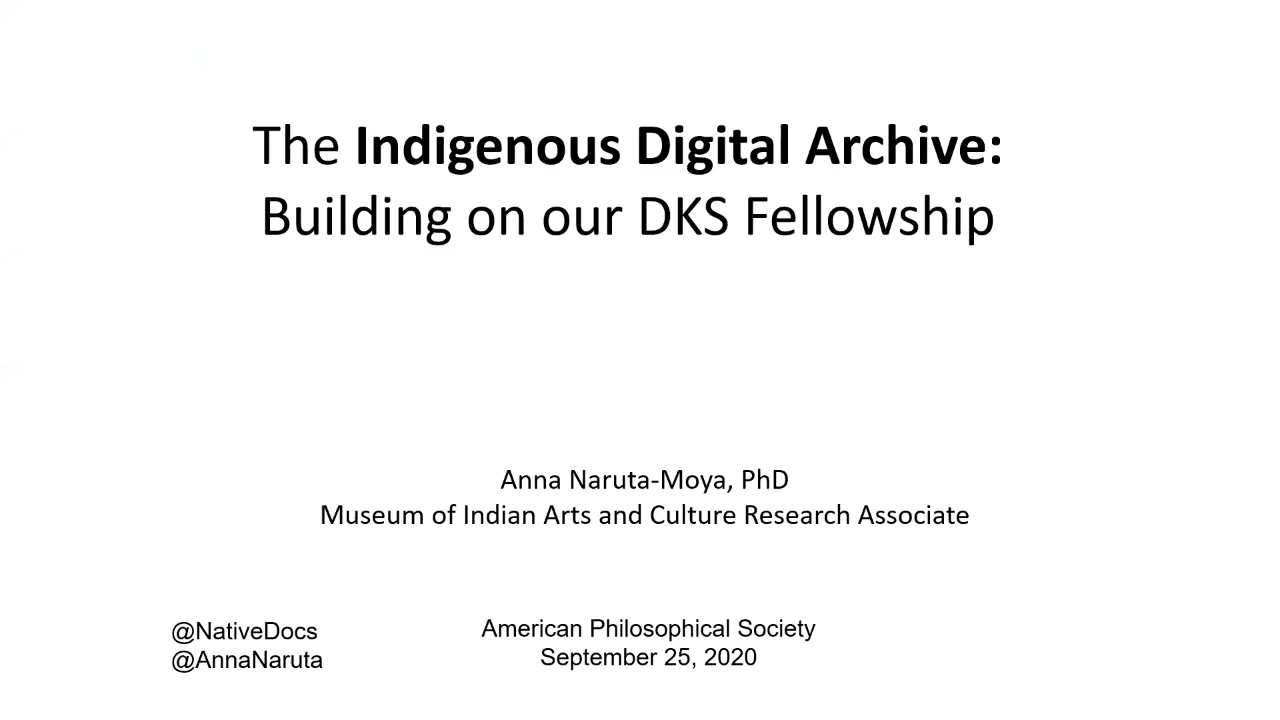 The Indigenous Digital Archive:
Building on our DKS Fellowship
Anna Naruta-Moya, PhD
Museum of Indian Arts and Culture Research Associate
@NativeDocs
@AnnaNaruta
American Philosophical Society
September 25, 2020